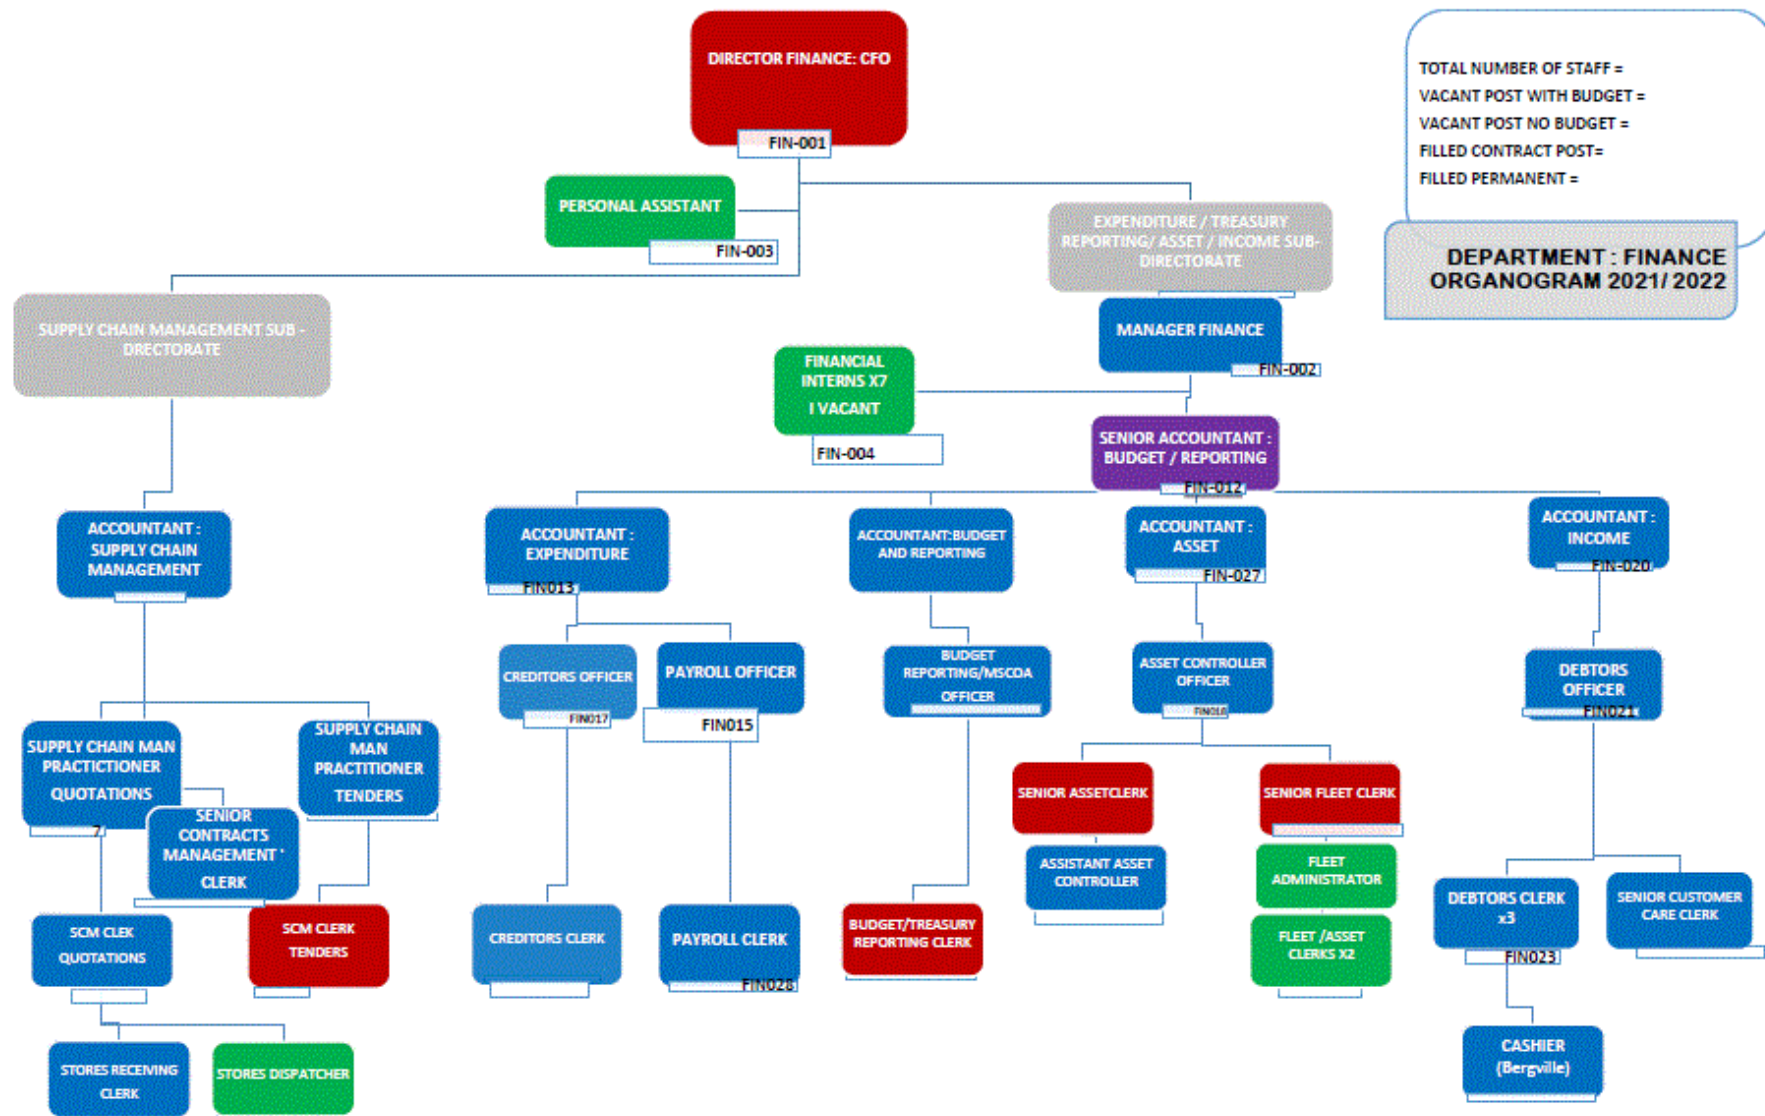 DIRECTOR FINANCE: CFO
FIN-001
TOTAL NUMBER OF STAFF =
VACANT POST WITH BUDGET =
VACANT POST NO BUDGET =
FILLED CONTRACT POST=
FILLED PERMANENT =
DEPARTMENT : FINANCE
ORGANOGRAM 2021/ 2022
PERSONAL ASSISTANT
FIN-003
EXPENDITURE / TREASURY
REPORTING/ ASSET / INCOME SUB-
DIRECTORATE
SUPPLY CHAIN MANAGEMENT SUB -
DRECTORATE
MANAGER FINANCE
FIN-002
FINANCIAL
INTERNS X7
I VACANT
FIN-004
SENIOR ACCOUNTANT :
BUDGET / REPORTING
FIN-012
ACCOUNTANT :
SUPPLY CHAIN
MANAGEMENT
ACCOUNTANT :
EXPENDITURE
FIN013
ACCOUNTANT:BUDGET
AND REPORTING
ACCOUNTANT :
ASSET
FIN-027
ACCOUNTANT :
INCOME
FIN-020
CREDITORS OFFICER
FIN017
PAYROLL OFFICER
FIN015
BUDGET
REPORTING/MSCOA
OFFICER
ASSET CONTROLLER
OFFICER
FIN018
DEBTORS
OFFICER
FIN021
SUPPLY CHAIN MAN
PRACTICTIONER
QUOTATIONS
7
SUPPLY CHAIN
MAN
PRACTITIONER
TENDERS
SENIOR
CONTRACTS
MANAGEMENT '
CLERK
SENIOR ASSETCLERK
SENIOR FLEET CLERK
ASSISTANT ASSET
CONTROLLER
FLEET
ADMINISTRATOR
FLEET /ASSET
CLERKS X2
DEBTORS CLERK
x3
FIN023
SENIOR CUSTOMER
CARE CLERK
SCM CLEK
QUOTATIONS
SCM CLERK
TENDERS
CREDITORS CLERK
PAYROLL CLERK
FIN028
BUDGET/TREASURY
REPORTING CLERK
STORES RECEIVING
CLERK
STORES DISPATCHER
CASHIER
(Bergville)